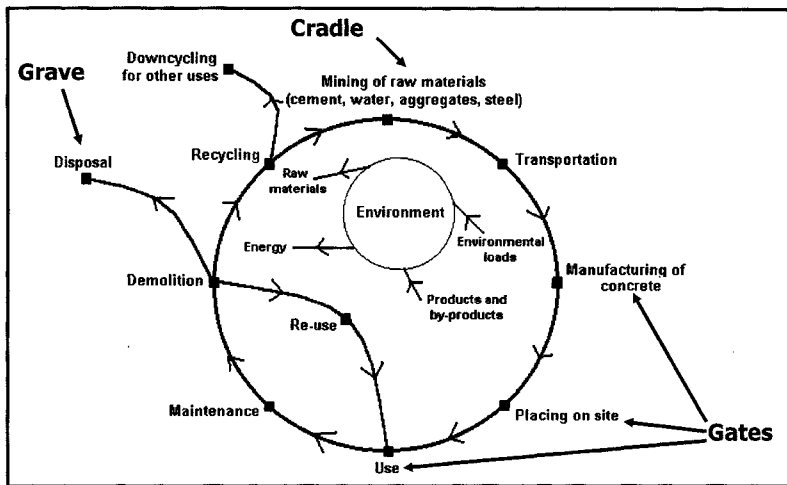 Cradle
Downcycling
for other uses
Grave
Mining of raw materials
(cement, water, aggregates, steel)
Disposal
Recycling
Transportation
Raw
materials
Environment
Energy
Environmental
loads
Demolition
Manufacturing of
concrete
Products and
by-products
Re-use
Maintenance
Placing on site
Gates
Use